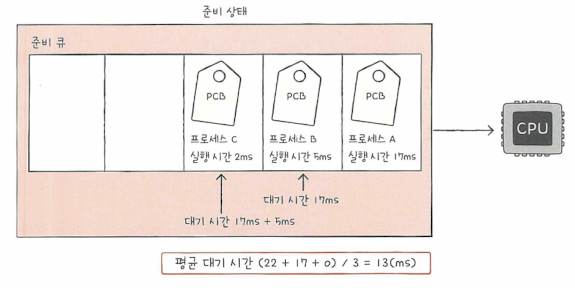 준비 상태
준비 큐
PCB
PCB
PCB
프로세스 C
실행 시간 2ms
프로세스 B
실행 시간 5ms
프로세스 A
실행 시간 17ms
CPU
대기 시간 17ms
대기 시간 17ms + 5ms
평균 대기 시간 (22 + 17 + 0) / 3 = 13(ms)